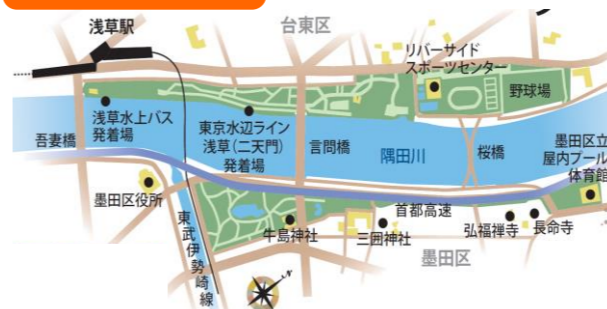 浅草駅
台東区
リバーサイド
スポーツセンター
野球場
浅草水上バス
発着場
東京水辺ライン
浅草(二天門)
発着場
吾妻橋
言問橋
隅田川
桜橋
墨田区立
屋内プール
体育館
墨田区役所
首都高速
東武伊勢崎線
牛島神社
三囲神社
弘福禅寺
長命寺
墨田区
N